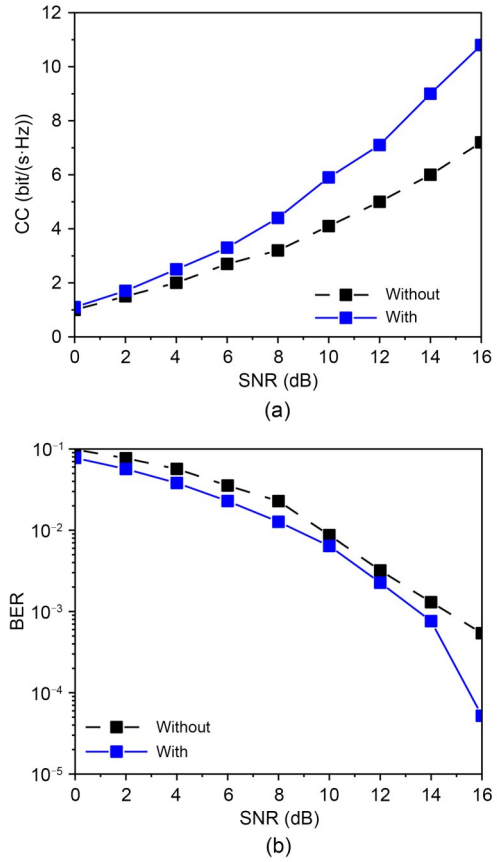 12
10
8
6
4
2
0
CC (bit/(s·Hz))
Without
With
0 2 4 6 8 10 12 14 16
SNR (dB)
(a)
10⁻¹
10⁻²
10⁻³
10⁻⁴
10⁻⁵
BER
Without
With
0 2 4 6 8 10 12 14 16
SNR (dB)
(b)